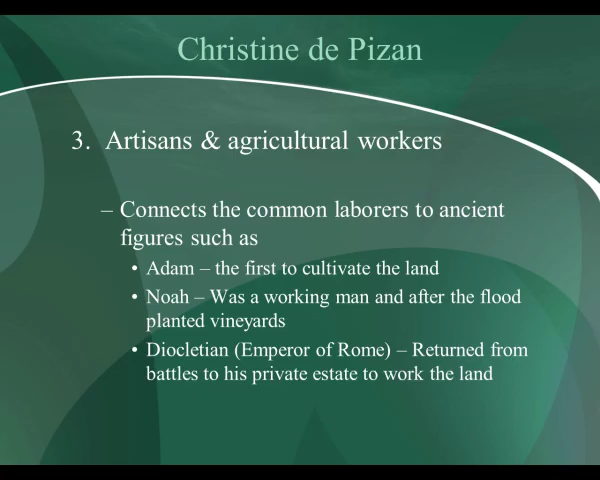 Christine de Pizan
3. Artisans & agricultural workers
– Connects the common laborers to ancient
figures such as
• Adam – the first to cultivate the land
• Noah – Was a working man and after the flood
planted vineyards
• Diocletian (Emperor of Rome) – Returned from
battles to his private estate to work the land